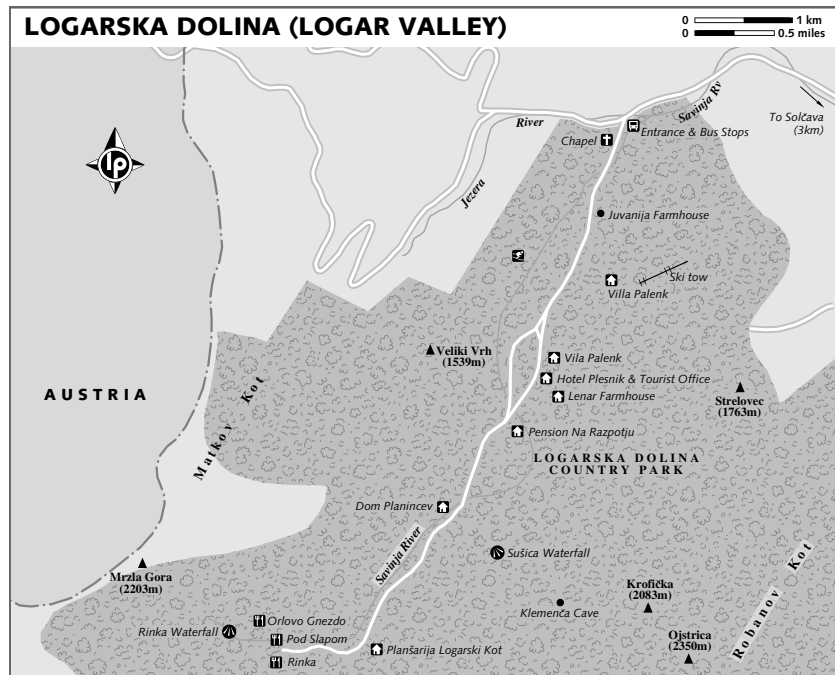 LOGARSKA DOLINA (LOGAR VALLEY)
0 1 km
0 0.5 miles
Savinja Rv
To Solčava
(3km)
River
Entrance & Bus Stops
Chapel
lp
Jezera
Juvanija Farmhouse
Ski tow
Villa Palenk
Veliki Vrh
(1539m)
Vila Palenk
Hotel Plesnik & Tourist Office
AUSTRIA
Matkov Kot
Lenar Farmhouse
Strelovec
(1763m)
Pension Na Razpotju
LOGARSKA DOLINA
COUNTRY PARK
Dom Planincev
Savinja River
Sušica Waterfall
Mrzla Gora
(2203m)
Krofička
(2083m)
Robanov Kot
Klemenča Cave
Orlovo Gnezdo
Rinka Waterfall
Pod Slapom
Ojstrica
(2350m)
Planšarija Logarski Kot
Rinka